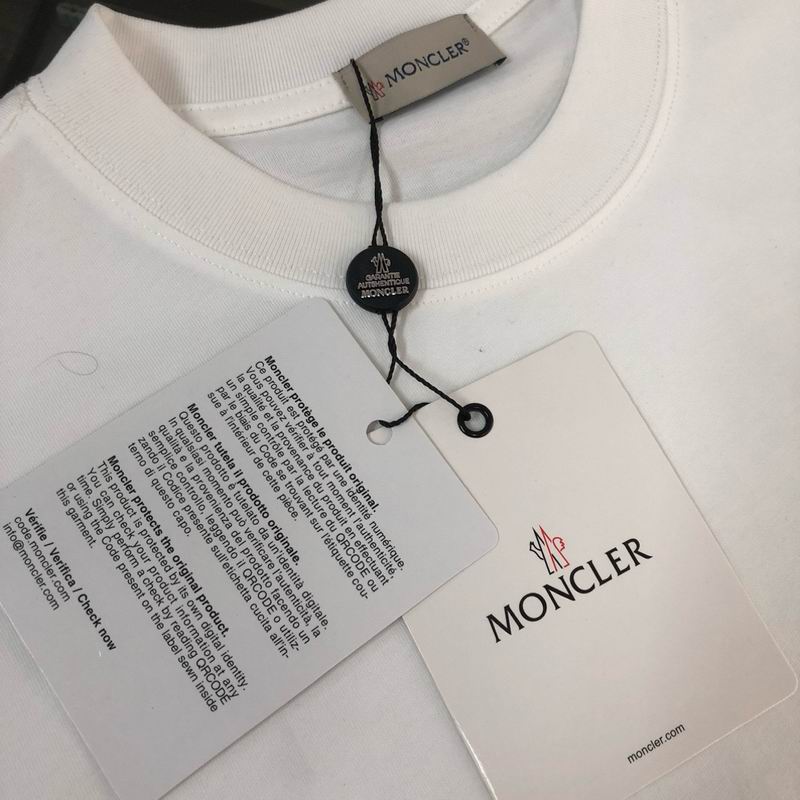 MONCLER®
GARANTIE
AUTHENTIQUE
MONCLER
Moncler protège le produit original.
Ce produit est protégé par une identité numérique.
Vous pouvez vérifier à tout moment l'authenticité,
la qualité et la provenance du produit en effectuant
un simple contrôle par la lecture du QRCODE ou
par le biais du Code se trouvant sur l'étiquette cou-
sue à l'intérieur de cette pièce.
Moncler tutela il prodotto originale.
Questo prodotto è tutelato da un'identità digitale.
In qualsiasi momento può verificare l'autenticità, la
qualità e la provenienza del prodotto facendo un
semplice controllo, leggendo il QRCODE o utiliz-
zando il Codice presente sull'etichetta cucita all'in-
terno di questo capo.
Moncler protects the original product.
This product is protected by its own digital identity.
You can check your product information at any
time. Simply perform a check by reading QRCODE
or using the Code present on the label sewn inside
this garment.
Vérifie / Verifica / Check now
code.moncler.com
info@moncler.com
MONCLER
moncler.com